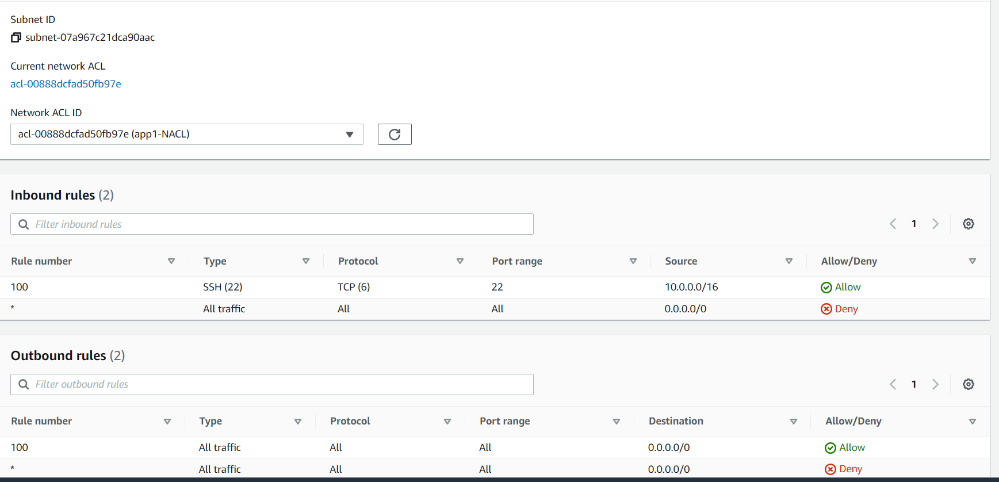 Subnet ID
subnet-07a967c21dca90aac
Current network ACL
acl-00888dcfad50fb97e
Network ACL ID
acl-00888dcfad50fb97e (app1-NACL)
Inbound rules (2)
Filter inbound rules
1
Rule number Type Protocol Port range Source Allow/Deny
100 SSH (22) TCP (6) 22 10.0.0.0/16 Allow
* All traffic All All 0.0.0.0/0 Deny
Outbound rules (2)
Filter outbound rules
1
Rule number Type Protocol Port range Destination Allow/Deny
100 All traffic All All 0.0.0.0/0 Allow
* All traffic All All 0.0.0.0/0 Deny